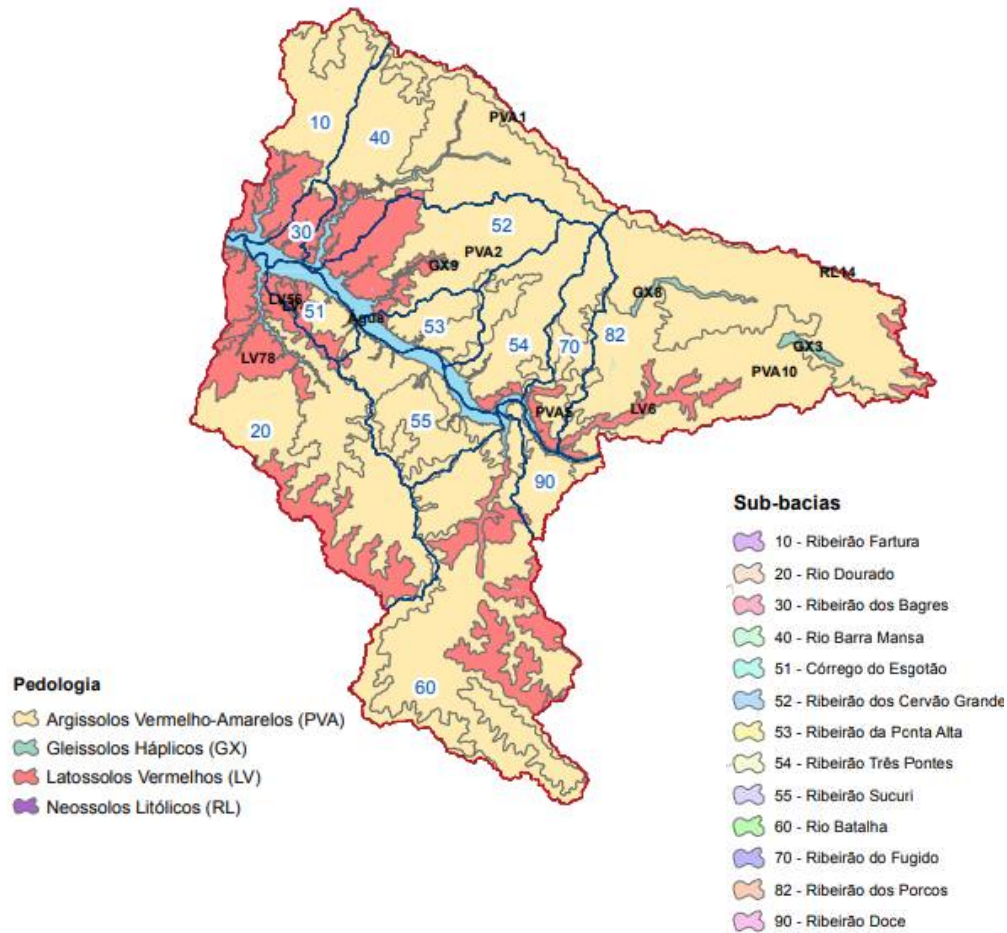 10
40
PVA1
30
52
PVA2
GX9
RL14
GX8
LV56
51
Agua
53
54
70
82
GX3
LV78
PVA10
PVA5
LV6
20
55
90
60
Pedologia
Argissolos Vermelho-Amarelos (PVA)
Gleissolos Háplicos (GX)
Latossolos Vermelhos (LV)
Neossolos Litólicos (RL)
Sub-bacias
10 - Ribeirão Fartura
20 - Rio Dourado
30 - Ribeirão dos Bagres
40 - Rio Barra Mansa
51 - Córrego do Esgotão
52 - Ribeirão dos Cervão Grande
53 - Ribeirão da Ponta Alta
54 - Ribeirão Três Pontes
55 - Ribeirão Sucuri
60 - Rio Batalha
70 - Ribeirão do Fugido
82 - Ribeirão dos Porcos
90 - Ribeirão Doce